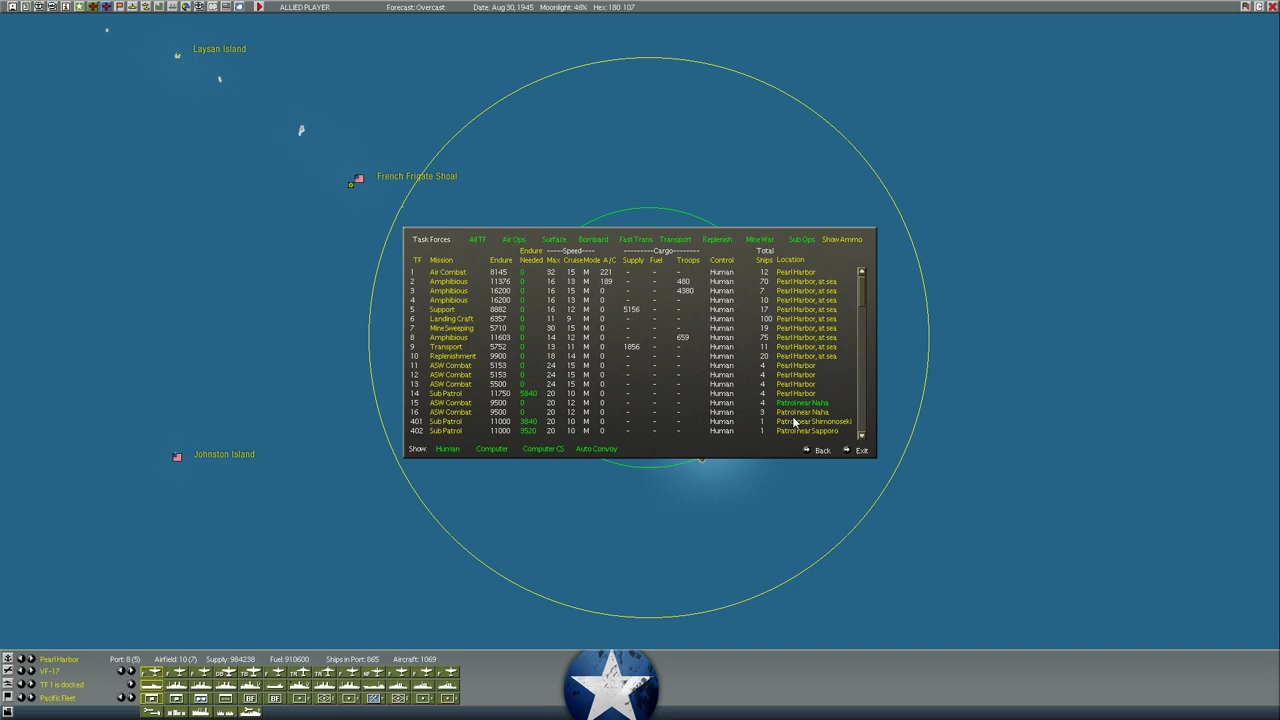 ALLIED PLAYER Forecast: Overcast Date: Aug 30, 1945 Moonlight: 46% Hex: 180 107
Laysan Island
French Frigate Shoal
Task Forces All TF Air Ops Surface Bombard Fast Trans Transport Replenish Mine War Sub Ops Show Ammo
Endure -----Speed---- --------Cargo-------- Total
TF Mission Endure Needed Max Cruise Mode A/C Supply Fuel Troops Control Ships Location
1 Air Combat 8145 0 32 15 M 221 - - - Human 12 Pearl Harbor
2 Amphibious 11376 0 16 13 M 189 - - 480 Human 70 Pearl Harbor, at sea
3 Amphibious 16200 0 16 13 M 0 - - 4380 Human 7 Pearl Harbor, at sea
4 Amphibious 16200 0 16 13 M 0 - - - Human 10 Pearl Harbor, at sea
5 Support 8882 0 16 12 M 0 5156 - - Human 17 Pearl Harbor, at sea
6 Landing Craft 6357 0 11 9 M 0 - - - Human 100 Pearl Harbor, at sea
7 Mine Sweeping 5710 0 30 15 M 0 - - - Human 19 Pearl Harbor, at sea
8 Amphibious 11603 0 14 12 M 0 - - 659 Human 75 Pearl Harbor, at sea
9 Transport 5752 0 13 11 M 0 1856 - - Human 11 Pearl Harbor, at sea
10 Replenishment 9900 0 18 14 M 0 - - - Human 20 Pearl Harbor, at sea
11 ASW Combat 5153 0 24 15 M 0 - - - Human 4 Pearl Harbor
12 ASW Combat 5153 0 24 15 M 0 - - - Human 4 Pearl Harbor
13 ASW Combat 5500 0 24 15 M 0 - - - Human 4 Pearl Harbor
14 Sub Patrol 11750 5840 20 10 M 0 - - - Human 4 Pearl Harbor
15 ASW Combat 9500 0 20 12 M 0 - - - Human 4 Patrol near Naha
16 ASW Combat 9500 0 20 12 M 0 - - - Human 3 Patrol near Naha
401 Sub Patrol 11000 3840 20 10 M 0 - - - Human 1 Patrol near Shimonoseki
402 Sub Patrol 11000 3520 20 10 M 0 - - - Human 1 Patrol near Sapporo
Show: Human Computer Computer CS Auto Convoy Back Exit
Johnston Island
Pearl Harbor Port: 8 (5) Airfield: 10 (7) Supply: 984238 Fuel: 910600 Ships in Port: 865 Aircraft: 1069
VF-17
TF 1 is docked
Pacific Fleet